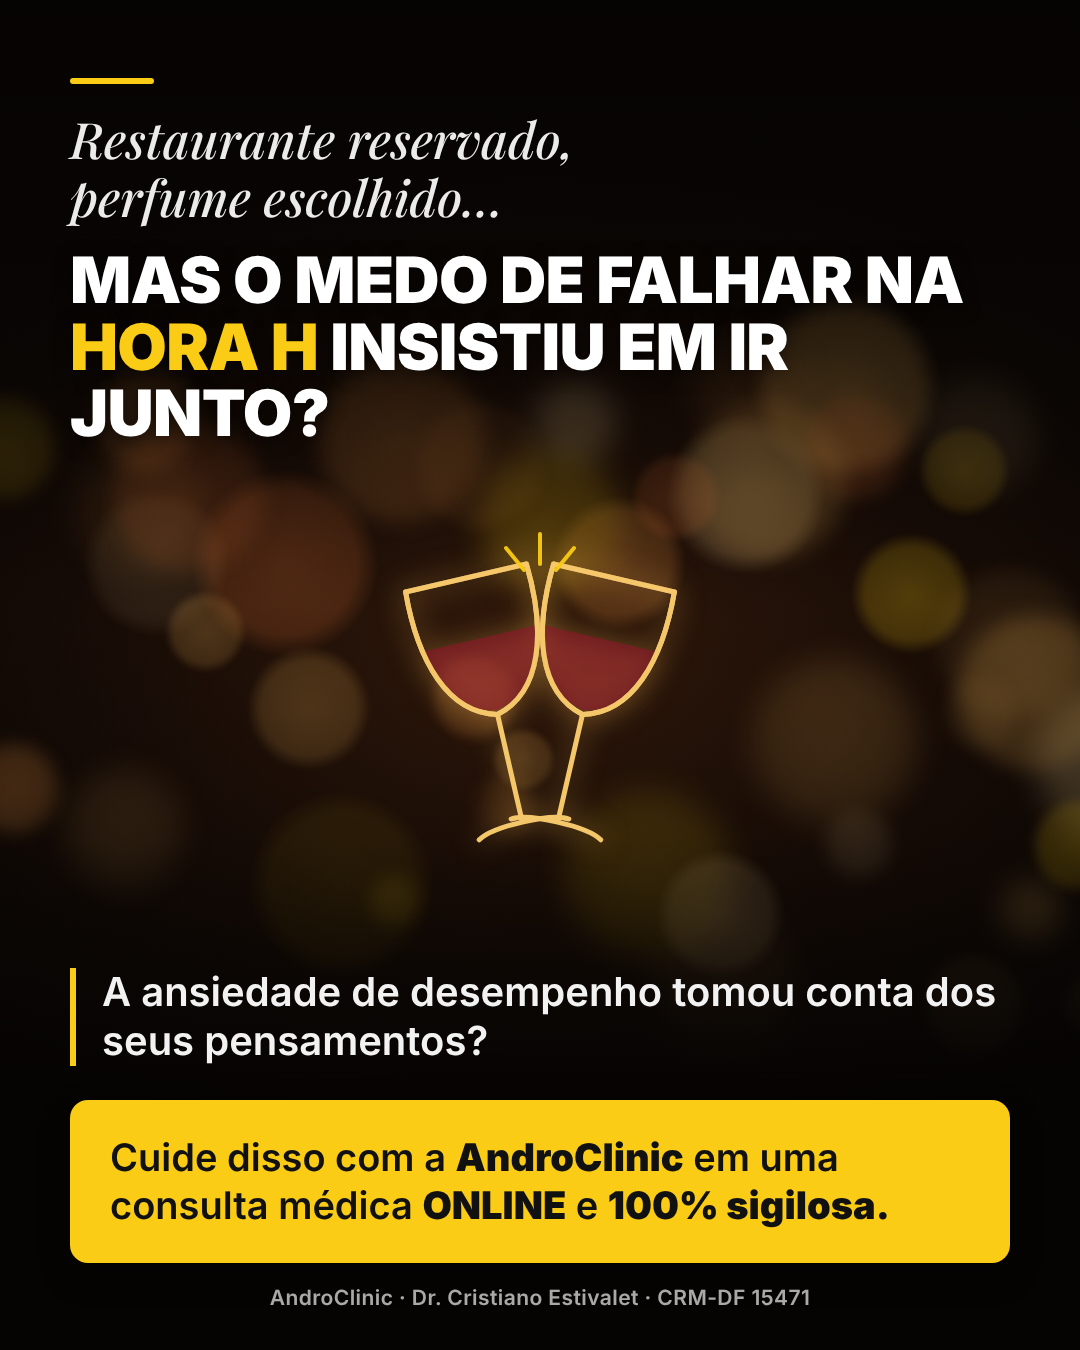 Restaurante reservado,
perfume escolhido...
MAS O MEDO DE FALHAR NA
HORA H INSISTIU EM IR
JUNTO?
A ansiedade de desempenho tomou conta dos
seus pensamentos?
Cuide disso com a AndroClinic em uma
consulta médica ONLINE e 100% sigilosa.
AndroClinic · Dr. Cristiano Estivalet · CRM-DF 15471